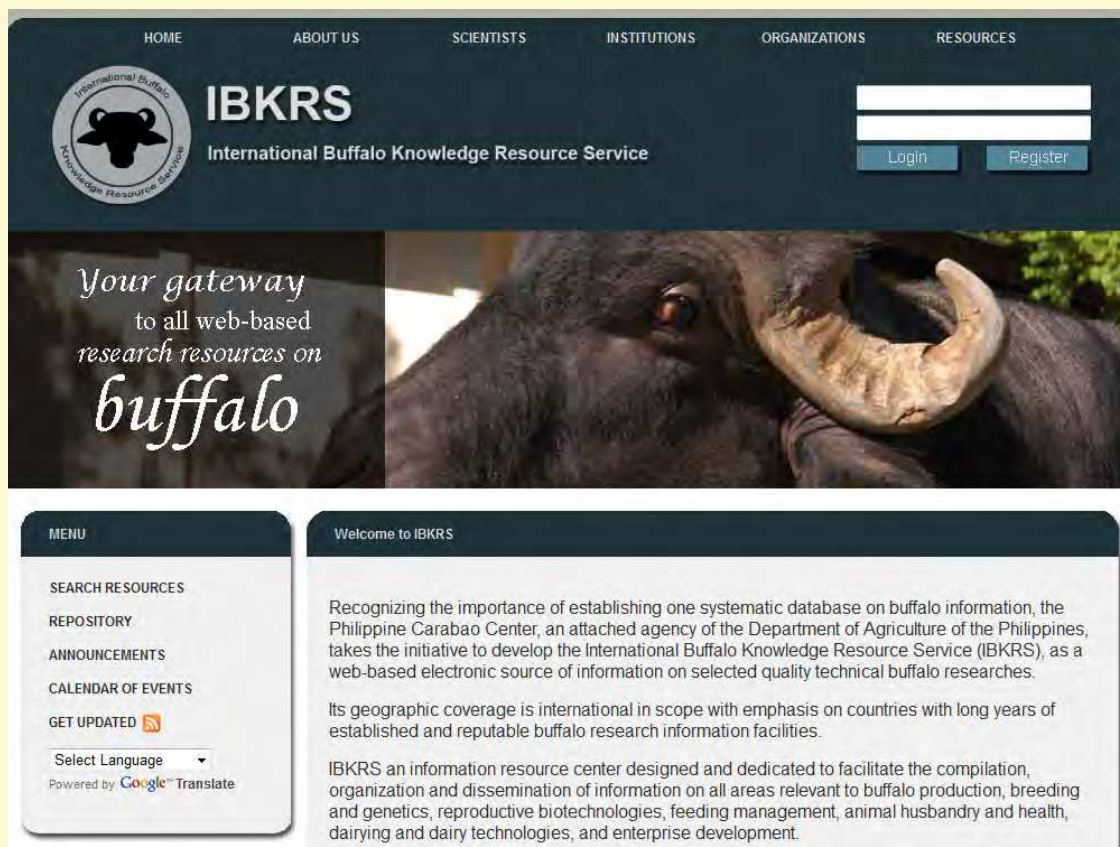 HOME ABOUT US SCIENTISTS INSTITUTIONS ORGANIZATIONS RESOURCES
International Buffalo
Knowledge Resource Service
IBKRS
International Buffalo Knowledge Resource Service
Login Register
Your gateway
to all web-based
research resources on
buffalo
MENU
SEARCH RESOURCES
REPOSITORY
ANNOUNCEMENTS
CALENDAR OF EVENTS
GET UPDATED
Select Language
Powered by Google™ Translate
Welcome to IBKRS
Recognizing the importance of establishing one systematic database on buffalo information, the
Philippine Carabao Center, an attached agency of the Department of Agriculture of the Philippines,
takes the initiative to develop the International Buffalo Knowledge Resource Service (IBKRS), as a
web-based electronic source of information on selected quality technical buffalo researches.
Its geographic coverage is international in scope with emphasis on countries with long years of
established and reputable buffalo research information facilities.
IBKRS an information resource center designed and dedicated to facilitate the compilation,
organization and dissemination of information on all areas relevant to buffalo production, breeding
and genetics, reproductive biotechnologies, feeding management, animal husbandry and health,
dairying and dairy technologies, and enterprise development.